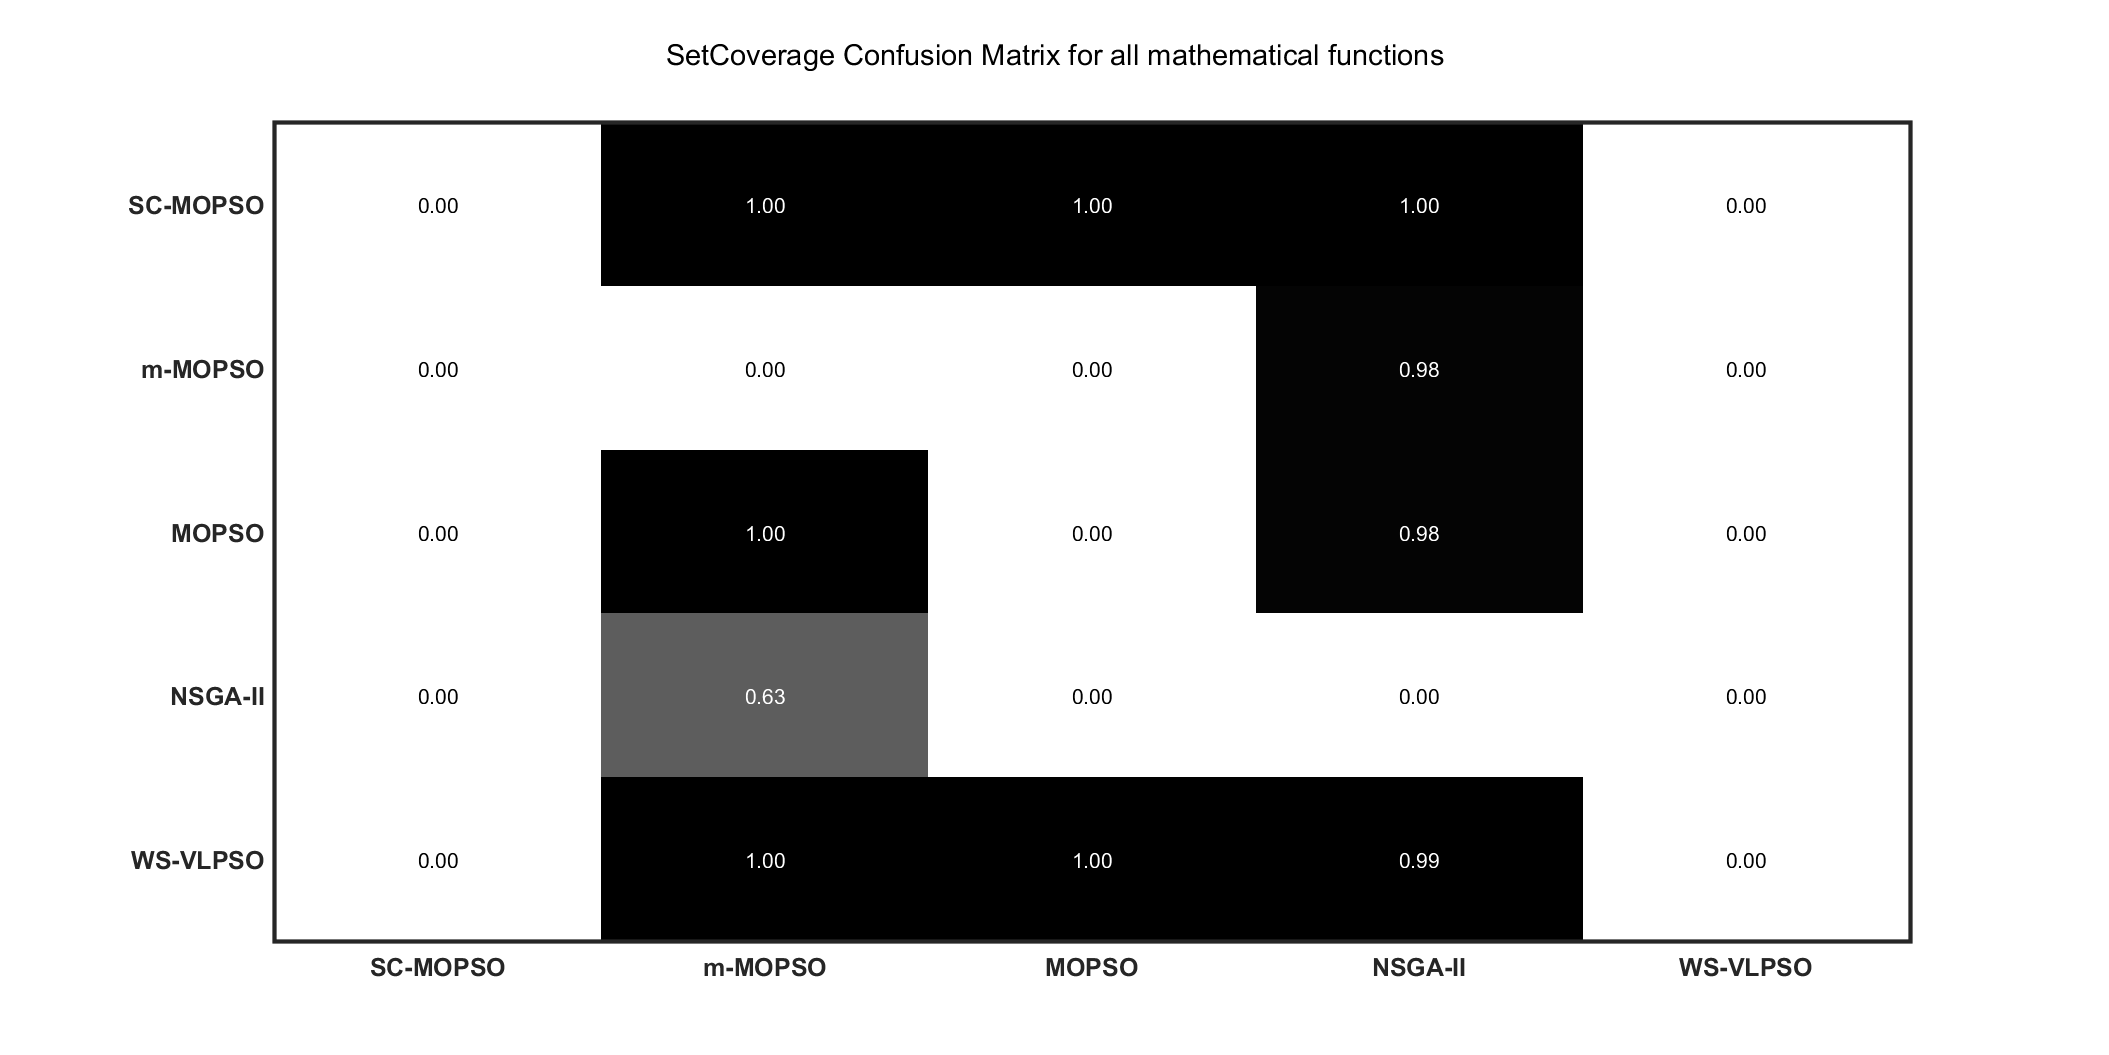 SetCoverage Confusion Matrix for all mathematical functions
SC-MOPSO 0.00 1.00 1.00 1.00 0.00
m-MOPSO 0.00 0.00 0.00 0.98 0.00
MOPSO 0.00 1.00 0.00 0.98 0.00
NSGA-II 0.00 0.63 0.00 0.00 0.00
WS-VLPSO 0.00 1.00 1.00 0.99 0.00
SC-MOPSO m-MOPSO MOPSO NSGA-II WS-VLPSO